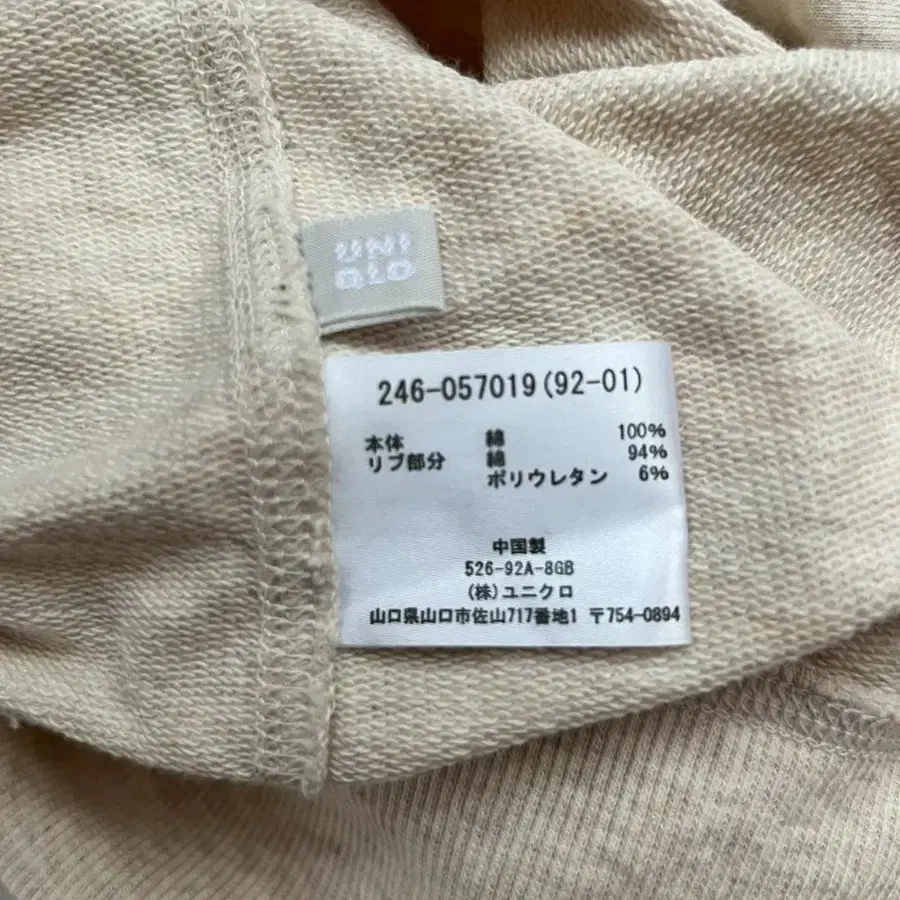 UNI
QLO
246-057019(92-01)
本体 綿 100%
リブ部分 綿 94%
ポリウレタン 6%
中国製
526-92A-8GB
(株)ユニクロ
山口県山口市佐山717番地1 〒754-0894